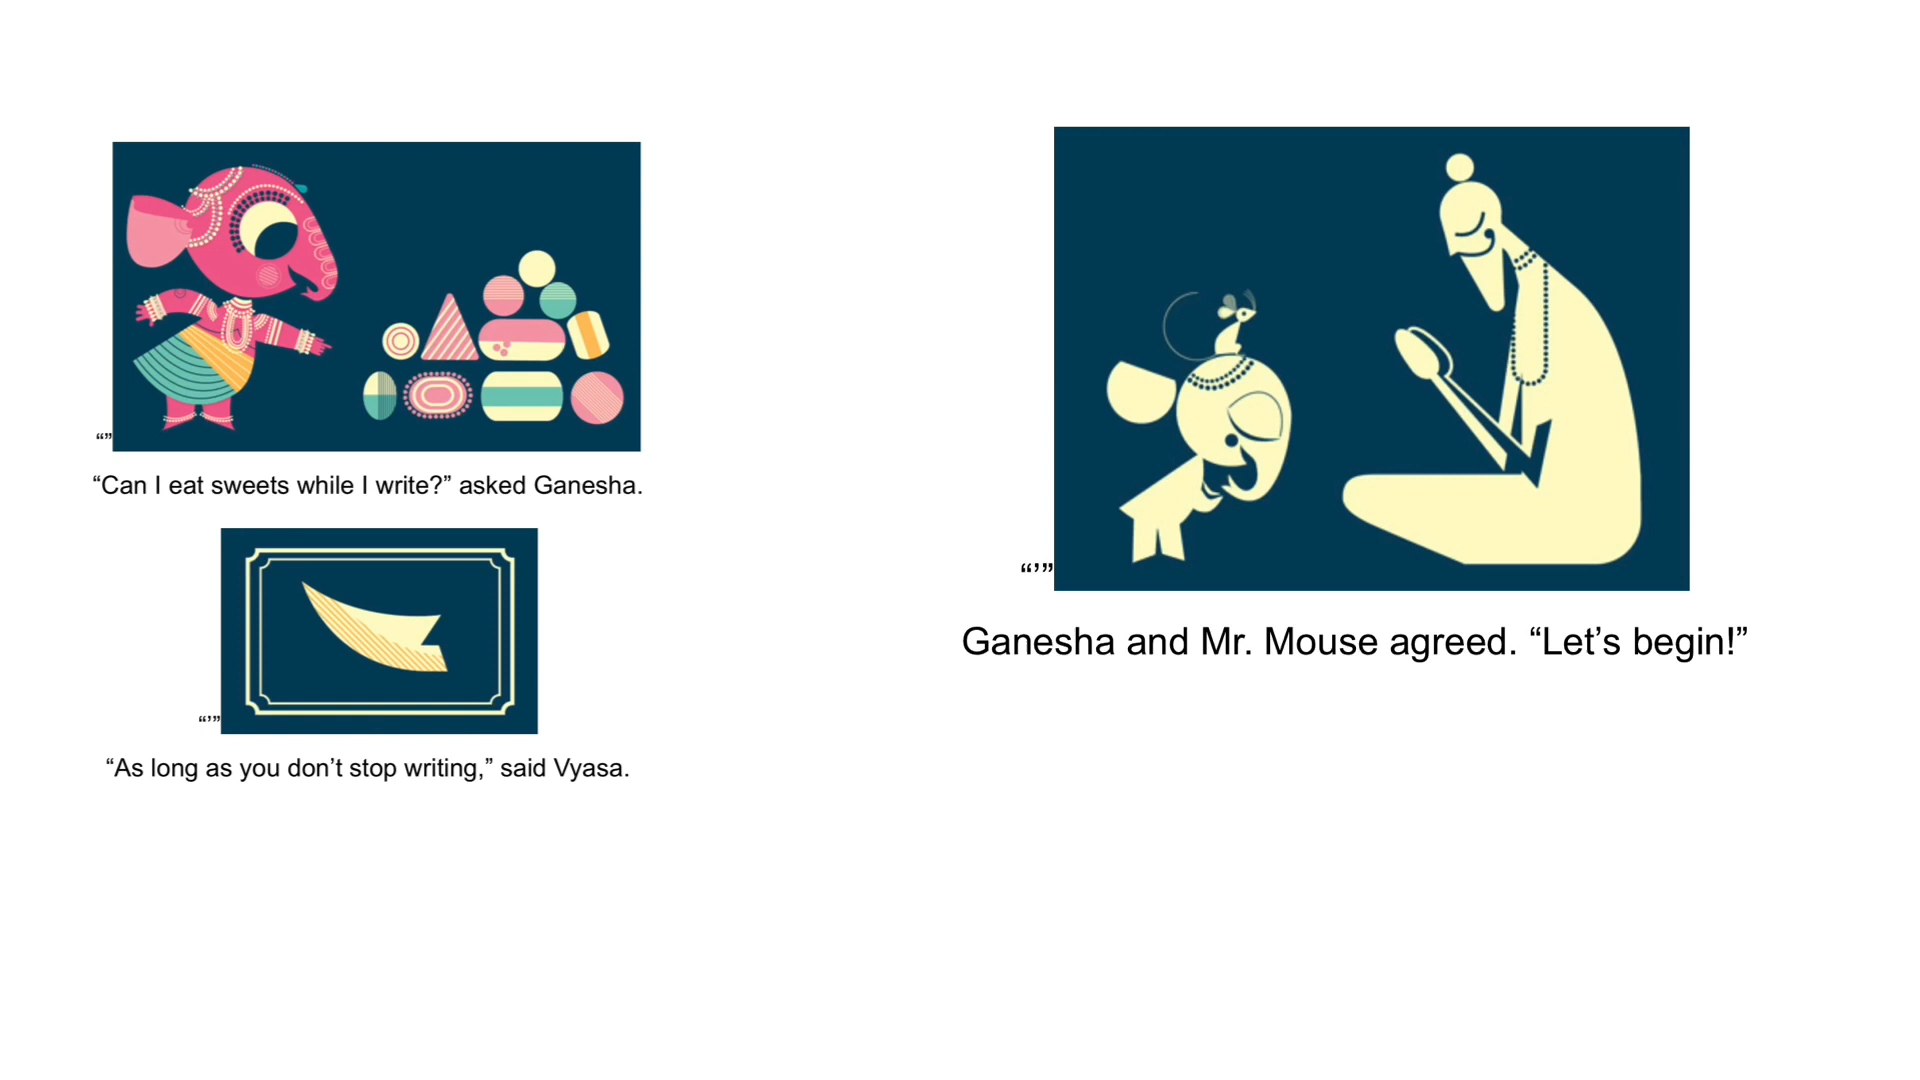 “”
“Can I eat sweets while I write?” asked Ganesha.
“’”
“As long as you don’t stop writing,” said Vyasa.
“’”
Ganesha and Mr. Mouse agreed. “Let’s begin!”